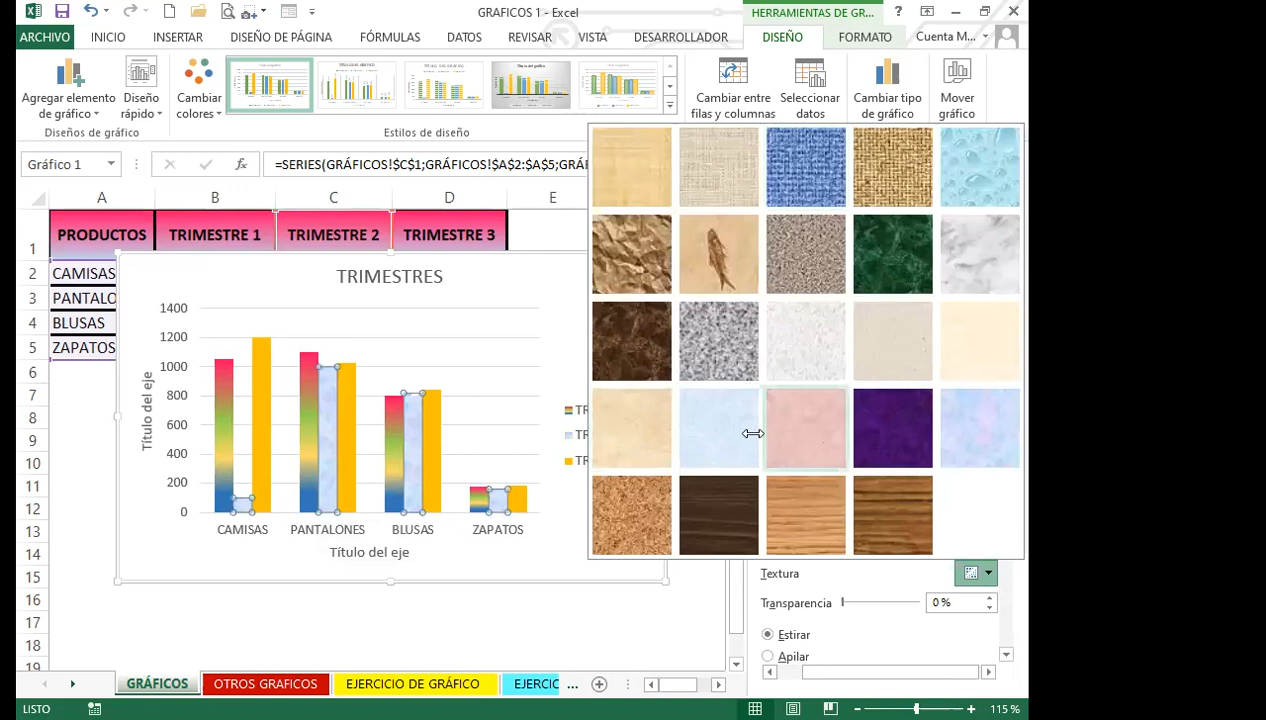 GRAFICOS 1 - Excel
HERRAMIENTAS DE GR...
?
ARCHIVO
INICIO
INSERTAR
DISEÑO DE PÁGINA
FÓRMULAS
DATOS
REVISAR
VISTA
DESARROLLADOR
DISEÑO
FORMATO
Cuenta M...
Agregar elemento
de gráfico
Diseño
rápido
Cambiar
colores
Cambiar entre
filas y columnas
Seleccionar
datos
Cambiar tipo
de gráfico
Mover
gráfico
Diseños de gráfico
Estilos de diseño
Gráfico 1
fx
=SERIES(GRÁFICOS!$C$1;GRÁFICOS!$A$2:$A$5;GRÁF
A B C D E
1 PRODUCTOS TRIMESTRE 1 TRIMESTRE 2 TRIMESTRE 3
2 CAMISAS
3 PANTALO
4 BLUSAS
5 ZAPATOS
6
7
8
9
10
11
12
13
14
15
16
17
18
19
TRIMESTRES
1400
1200
1000
800
600
400
200
0
Título del eje
CAMISAS PANTALONES BLUSAS ZAPATOS
Título del eje
TR
TR
TR
Textura
Transparencia
0 %
Estirar
Apilar
GRÁFICOS
OTROS GRAFICOS
EJERCICIO DE GRÁFICO
EJERCIC
...
LISTO
115 %